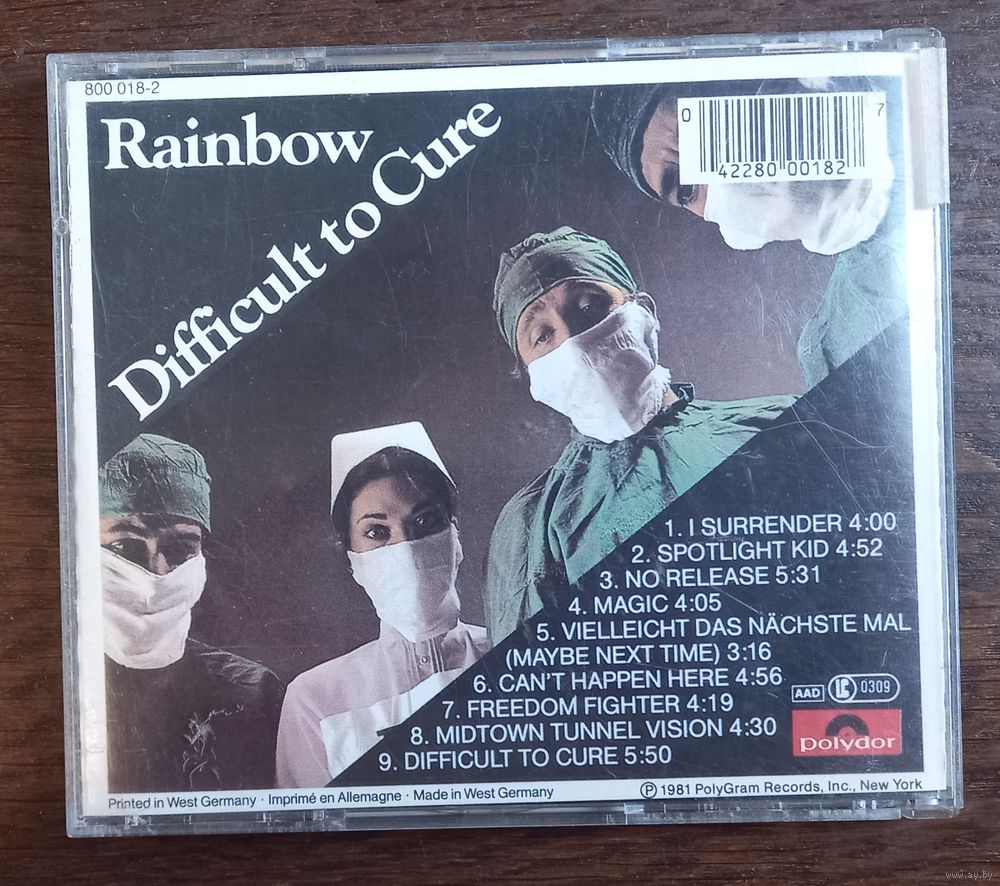 800 018-2
Rainbow
Difficult to Cure
0 42280 00182 7
1. I SURRENDER 4:00
2. SPOTLIGHT KID 4:52
3. NO RELEASE 5:31
4. MAGIC 4:05
5. VIELLEICHT DAS NÄCHSTE MAL
(MAYBE NEXT TIME) 3:16
6. CAN'T HAPPEN HERE 4:56
7. FREEDOM FIGHTER 4:19
8. MIDTOWN TUNNEL VISION 4:30
9. DIFFICULT TO CURE 5:50
AAD
LC 0309
polydor
Printed in West Germany · Imprimé en Allemagne · Made in West Germany
℗ 1981 PolyGram Records, Inc., New York
www.ay.by